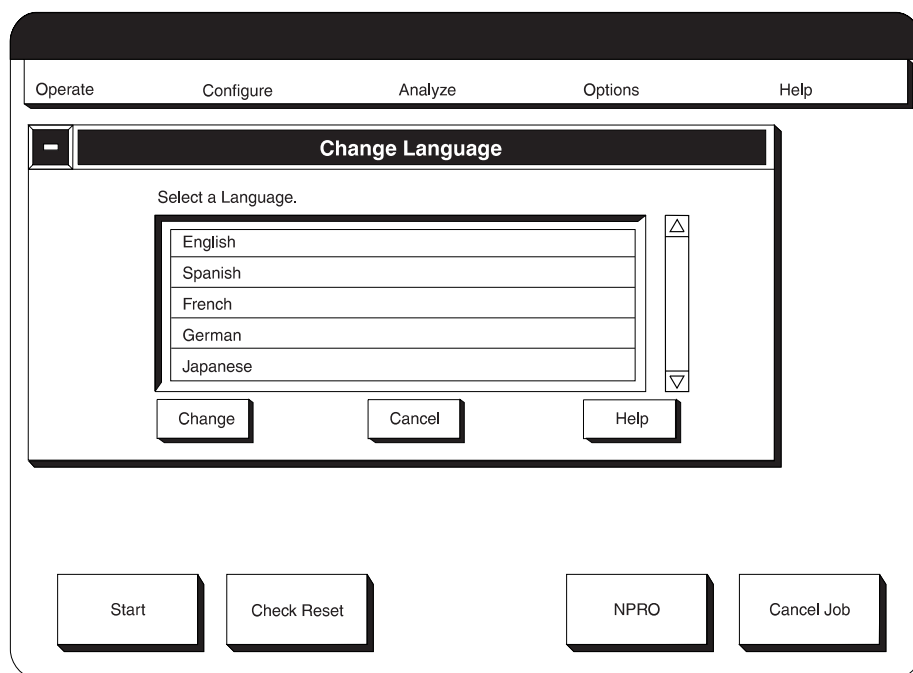 Operate Configure Analyze Options Help
Change Language
Select a Language.
English
Spanish
French
German
Japanese
Change Cancel Help
Start Check Reset NPRO Cancel Job